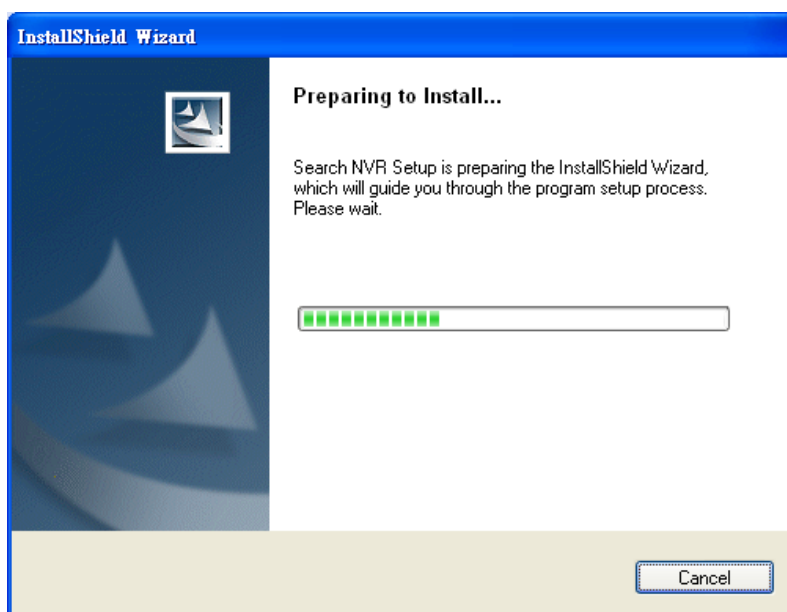 InstallShield Wizard
Preparing to Install...
Search NVR Setup is preparing the InstallShield Wizard,
which will guide you through the program setup process.
Please wait.
Cancel